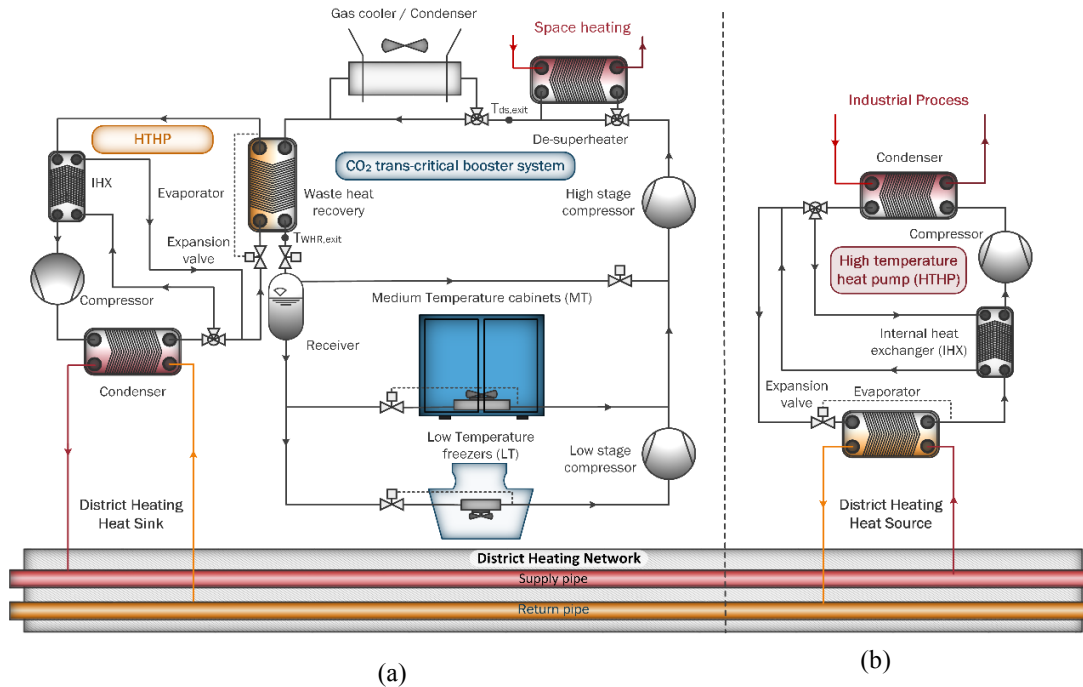 Gas cooler / Condenser
Space heating
T_ds,exit
De-superheater
HTHP
CO₂ trans-critical booster system
IHX
Evaporator
Waste heat
recovery
High stage
compressor
T_WHR,exit
Expansion
valve
Compressor
Medium Temperature cabinets (MT)
Receiver
Condenser
Low Temperature
freezers (LT)
Low stage
compressor
District Heating
Heat Sink
Industrial Process
Condenser
Compressor
High temperature
heat pump (HTHP)
Internal heat
exchanger (IHX)
Expansion
valve
Evaporator
District Heating
Heat Source
District Heating Network
Supply pipe
Return pipe
(a)
(b)